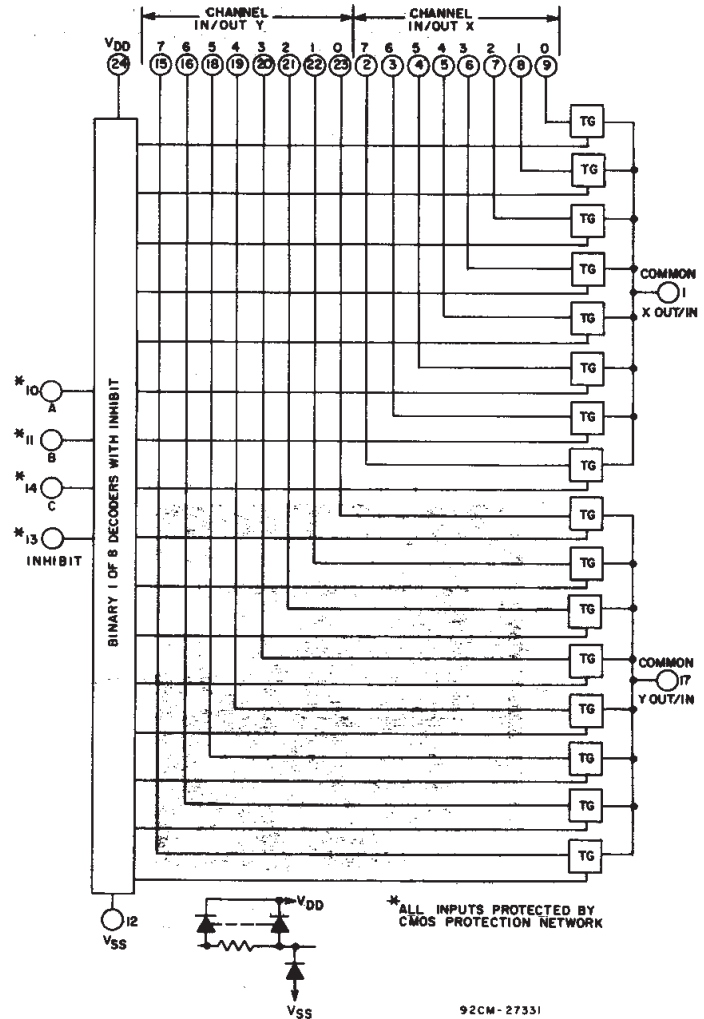 CHANNEL IN/OUT Y
CHANNEL IN/OUT X
VDD 7 6 5 4 3 2 1 0 7 6 5 4 3 2 1 0
24 15 16 18 19 20 21 22 23 2 3 4 5 6 7 8 9
TG
TG
TG
TG
COMMON
1
X OUT/IN
TG
TG
TG
TG
*10
A
*11
B
*14
C
*13
INHIBIT
BINARY 1 OF 8 DECODERS WITH INHIBIT
TG
TG
TG
TG
COMMON
17
Y OUT/IN
TG
TG
TG
TG
12
VSS
VDD
VSS
*ALL INPUTS PROTECTED BY
CMOS PROTECTION NETWORK
92CM-27331